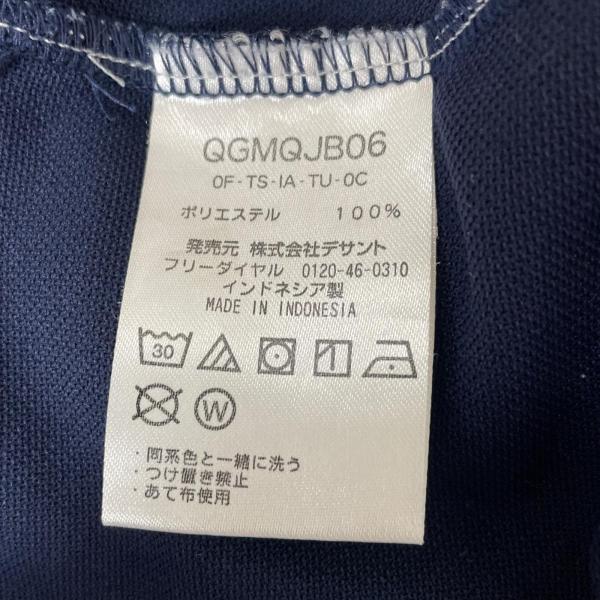 QGMQJB06
OF-TS-IA-TU-OC
ポリエステル 100%
発売元 株式会社デサント
フリーダイヤル 0120-46-0310
インドネシア製
MADE IN INDONESIA
30
W
・同系色と一緒に洗う
・つけ置き禁止
・あて布使用